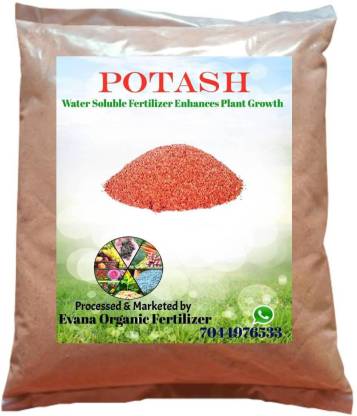 POTASH
Water Soluble Fertilizer Enhances Plant Growth
Processed & Marketed by
Evana Organic Fertilizer
7044976533